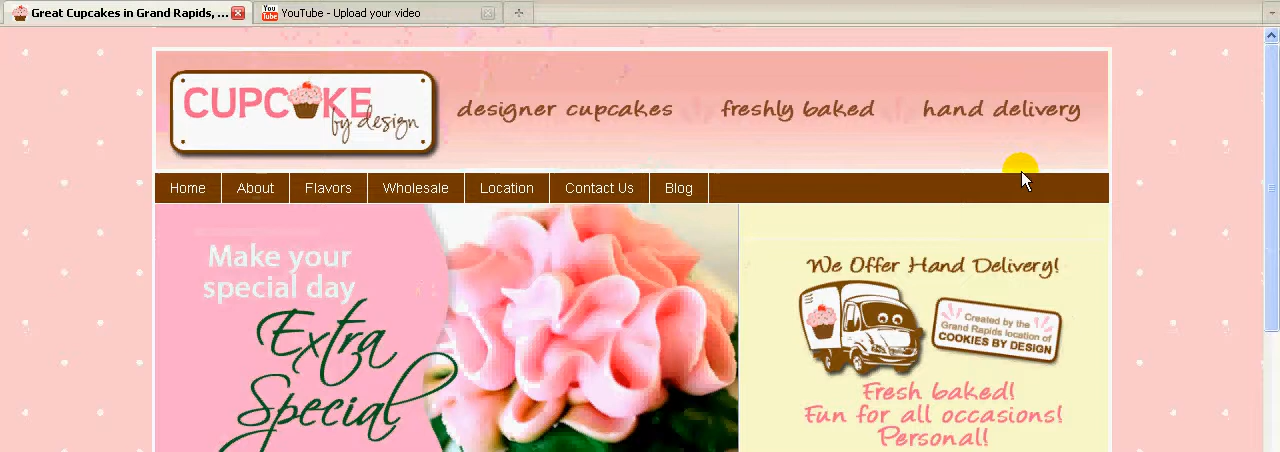 Great Cupcakes in Grand Rapids, ...
YouTube - Upload your video
CUPCAKE
by design
designer cupcakes
freshly baked
hand delivery
Home
About
Flavors
Wholesale
Location
Contact Us
Blog
Make your
special day
Extra
Special
We Offer Hand Delivery!
Created by the
Grand Rapids location of
COOKIES BY DESIGN
Fresh baked!
Fun for all occasions!
Personal!